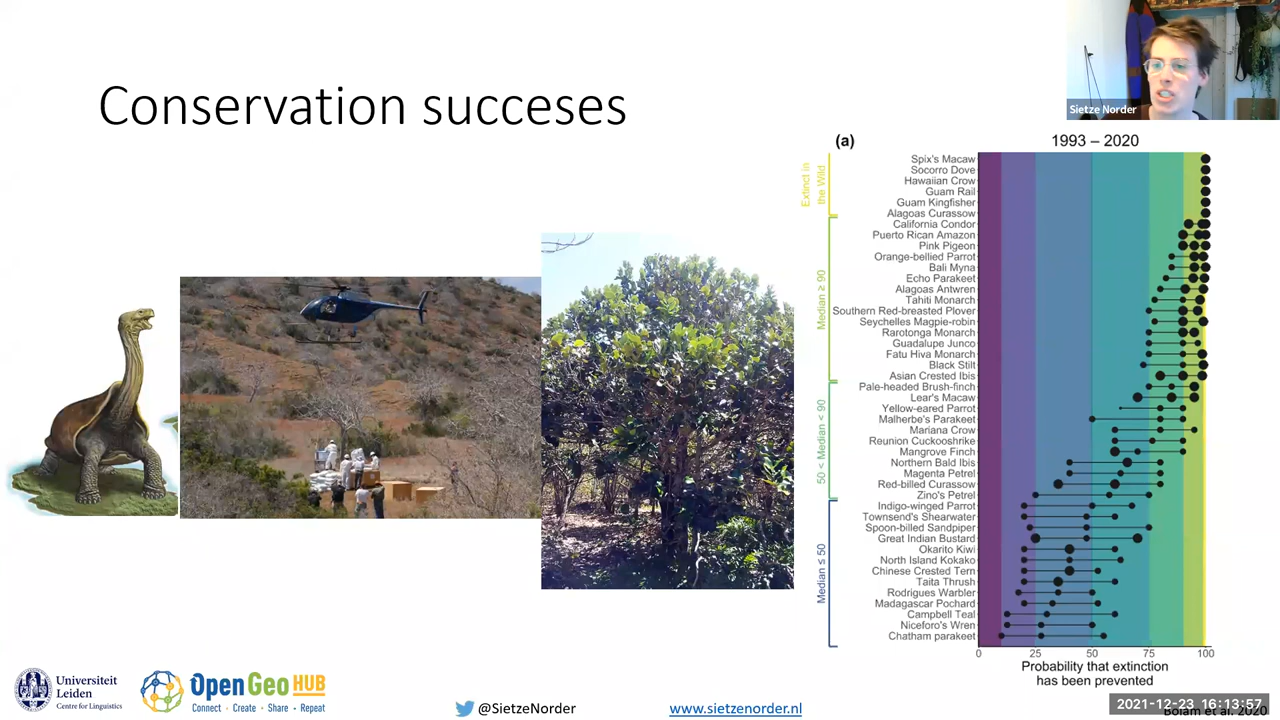 Conservation succeses
Sietze Norder
(a)
1993 – 2020
Extinct in
the Wild
Median ≥ 90
50 < Median < 90
Median ≤ 50
Spix's Macaw
Socorro Dove
Hawaiian Crow
Guam Rail
Guam Kingfisher
Alagoas Curassow
California Condor
Puerto Rican Amazon
Pink Pigeon
Orange-bellied Parrot
Bali Myna
Echo Parakeet
Alagoas Antwren
Tahiti Monarch
Southern Red-breasted Plover
Seychelles Magpie-robin
Rarotonga Monarch
Guadalupe Junco
Fatu Hiva Monarch
Black Stilt
Asian Crested Ibis
Pale-headed Brush-finch
Lear's Macaw
Yellow-eared Parrot
Malherbe's Parakeet
Mariana Crow
Reunion Cuckooshrike
Mangrove Finch
Northern Bald Ibis
Magenta Petrel
Red-billed Curassow
Zino's Petrel
Indigo-winged Parrot
Townsend's Shearwater
Spoon-billed Sandpiper
Great Indian Bustard
Okarito Kiwi
North Island Kokako
Chinese Crested Tern
Taita Thrush
Rodrigues Warbler
Madagascar Pochard
Campbell Teal
Niceforo's Wren
Chatham parakeet
0 25 50 75 100
Probability that extinction
has been prevented
Universiteit
Leiden
Centre for Linguistics
OpenGeoHUB
Connect · Create · Share · Repeat
@SietzeNorder
www.sietzenorder.nl
2021-12-23 16:13:57
Bolam et al. 2020